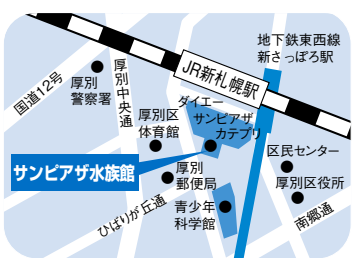 地下鉄東西線
新さっぽろ駅
JR新札幌駅
国道12号
厚別
警察署
厚別中央通
ダイエー
サンピアザ
カテプリ
厚別区
体育館
区民センター
サンピアザ水族館
厚別
郵便局
厚別区役所
ひばりが丘通
青少年
科学館
南郷通